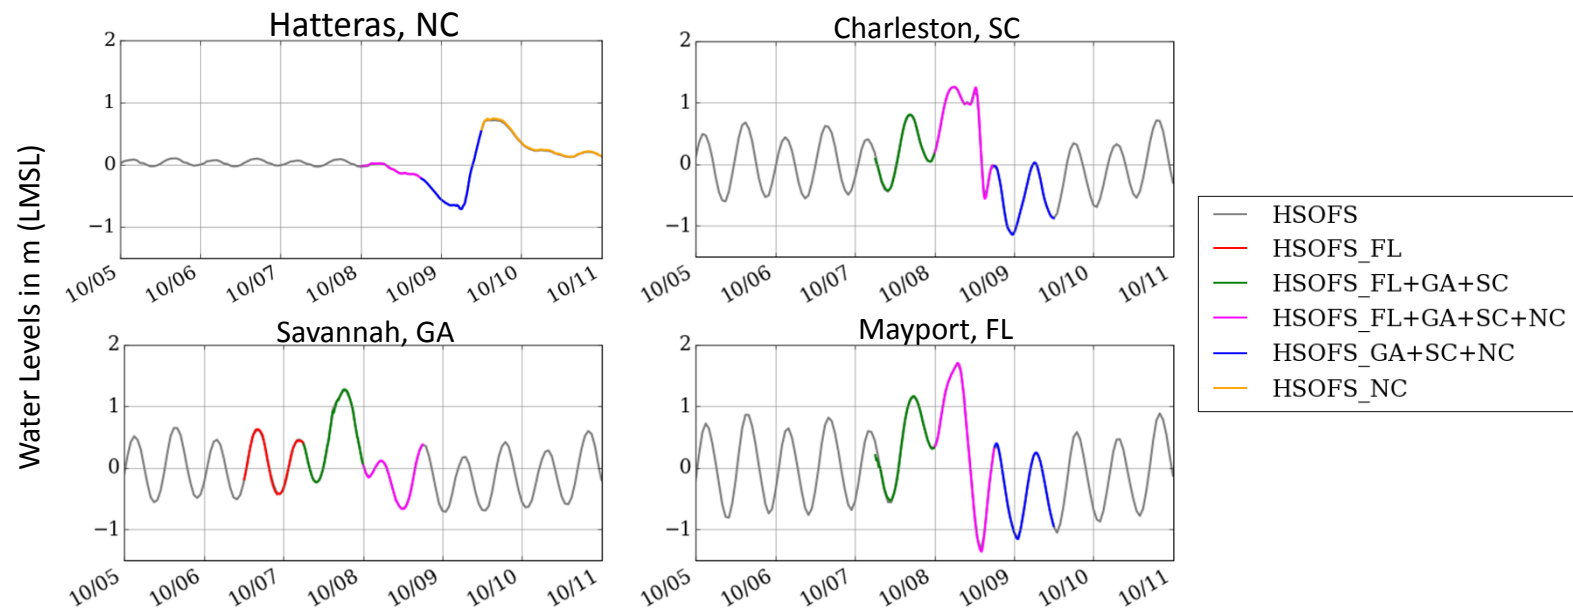 Hatteras, NC
2
1
0
−1
10/05 10/06 10/07 10/08 10/09 10/10 10/11
Charleston, SC
2
1
0
−1
10/05 10/06 10/07 10/08 10/09 10/10 10/11
Water Levels in m (LMSL)
Savannah, GA
2
1
0
−1
10/05 10/06 10/07 10/08 10/09 10/10 10/11
Mayport, FL
2
1
0
−1
10/05 10/06 10/07 10/08 10/09 10/10 10/11
HSOFS
HSOFS_FL
HSOFS_FL+GA+SC
HSOFS_FL+GA+SC+NC
HSOFS_GA+SC+NC
HSOFS_NC